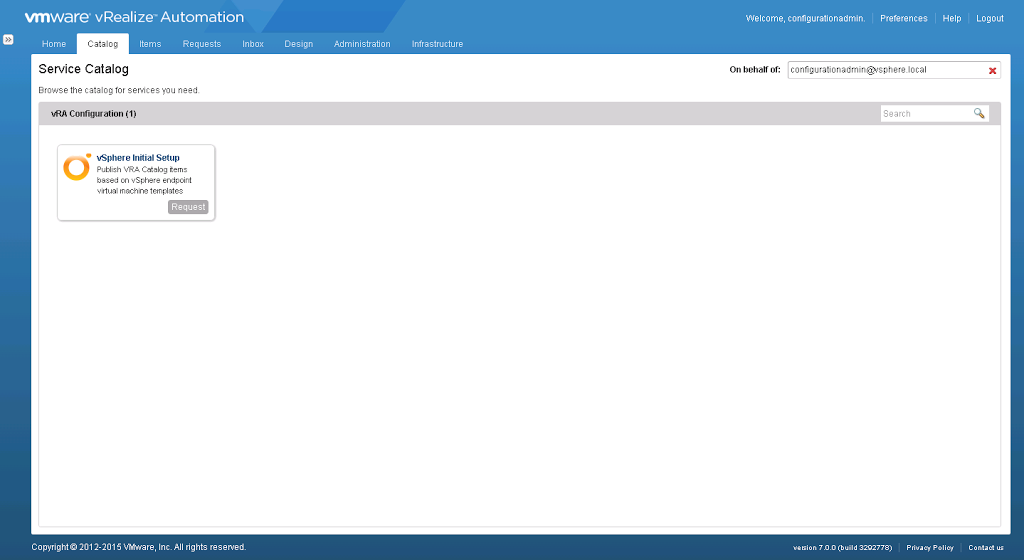 vmware® vRealize™ Automation
Welcome, configurationadmin.
Preferences
Help
Logout
Home
Catalog
Items
Requests
Inbox
Design
Administration
Infrastructure
Service Catalog
On behalf of:
configurationadmin@vsphere.local
Browse the catalog for services you need.
vRA Configuration (1)
Search
vSphere Initial Setup
Publish VRA Catalog items
based on vSphere endpoint
virtual machine templates
Request
Copyright © 2012-2015 VMware, Inc. All rights reserved.
version 7.0.0 (build 3292778)
Privacy Policy
Contact us